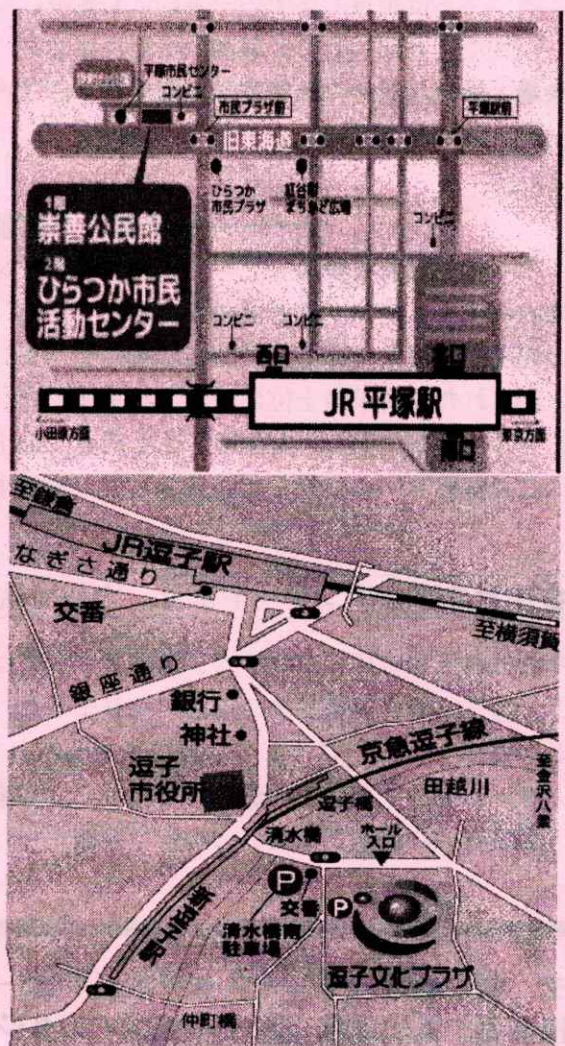 平塚市民センター
コンビニ
市民プラザ前
平塚駅前
旧東海道
ひらつか
市民プラザ
紅谷町
まちかど広場
コンビニ
1階
崇善公民館
2階
ひらつか市民
活動センター
コンビニ
コンビニ
西口
北口
JR 平塚駅
小田原方面
東京方面
南口
至鎌倉
JR逗子駅
なぎさ通り
交番
至横須賀
銀座通り
銀行
神社
京急逗子線
逗子
市役所
逗子橋
田越川
至金沢八景
清水橋
ホール
入口
P
交番
P
新逗子駅
清水橋南
駐車場
逗子文化プラザ
仲町橋